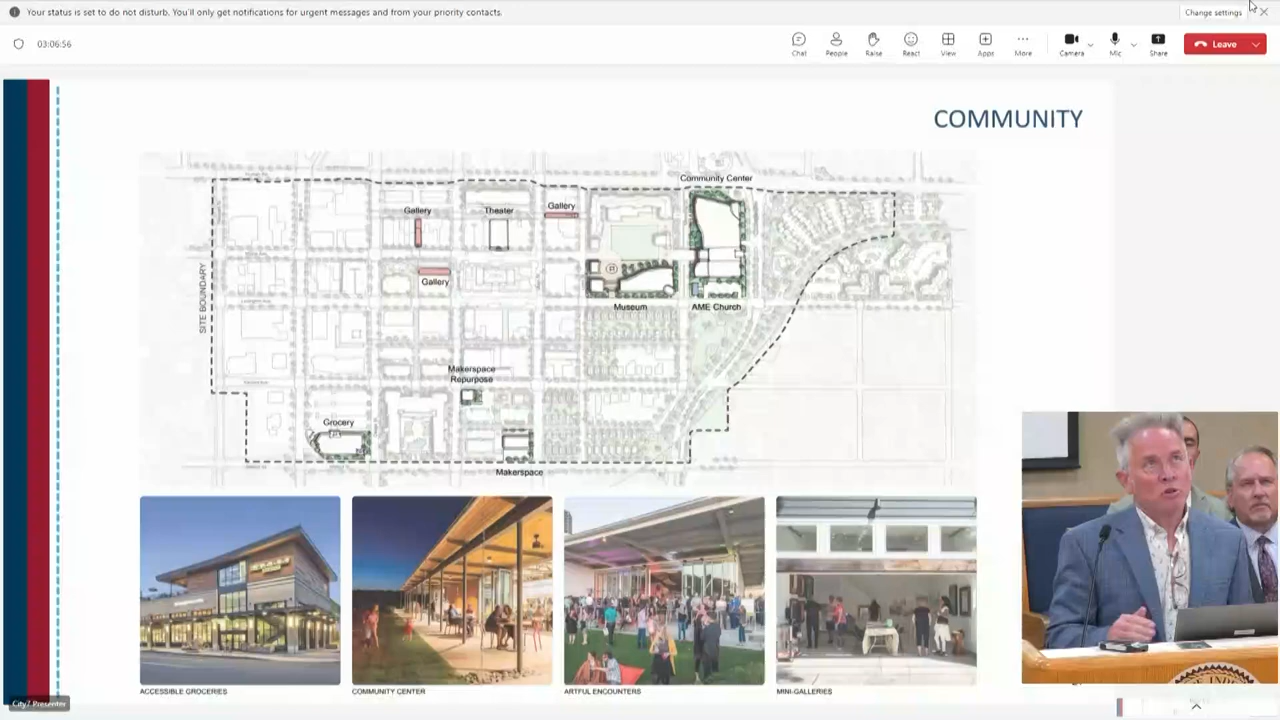 Your status is set to do not disturb. You'll only get notifications for urgent messages and from your priority contacts.
Change settings
03:06:56
Chat
People
Raise
React
View
Apps
More
Camera
Mic
Share
Leave
COMMUNITY
Community Center
Gallery
Theater
Gallery
Gallery
SITE BOUNDARY
Museum
AME Church
Makerspace
Repurpose
Grocery
Makerspace
ACCESSIBLE GROCERIES
COMMUNITY CENTER
ARTFUL ENCOUNTERS
MINI-GALLERIES
City7 Presenter